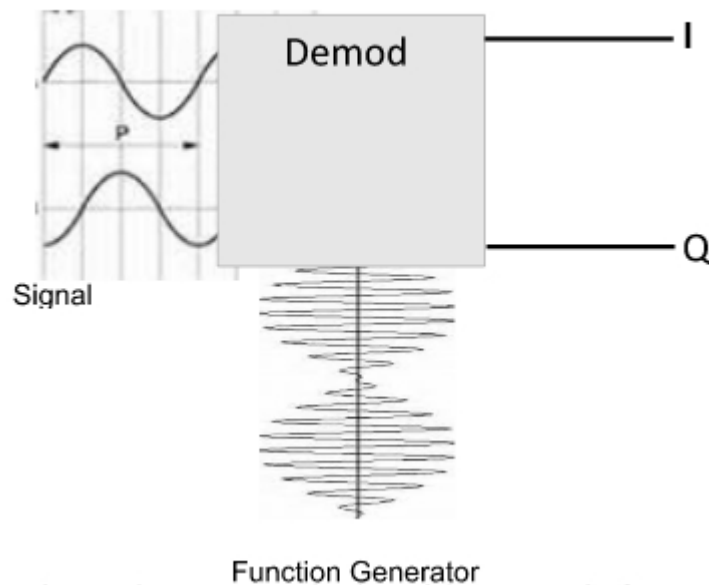 Demod
I
P
Q
Signal
Function Generator